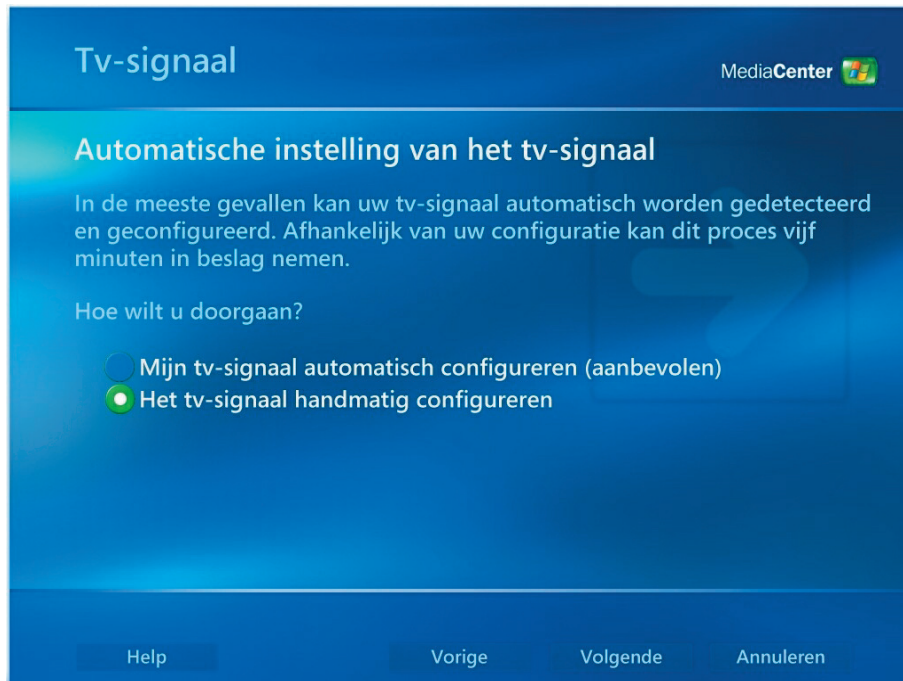 Tv-signaal
MediaCenter
Automatische instelling van het tv-signaal
In de meeste gevallen kan uw tv-signaal automatisch worden gedetecteerd
en geconfigureerd. Afhankelijk van uw configuratie kan dit proces vijf
minuten in beslag nemen.
Hoe wilt u doorgaan?
Mijn tv-signaal automatisch configureren (aanbevolen)
Het tv-signaal handmatig configureren
Help Vorige Volgende Annuleren